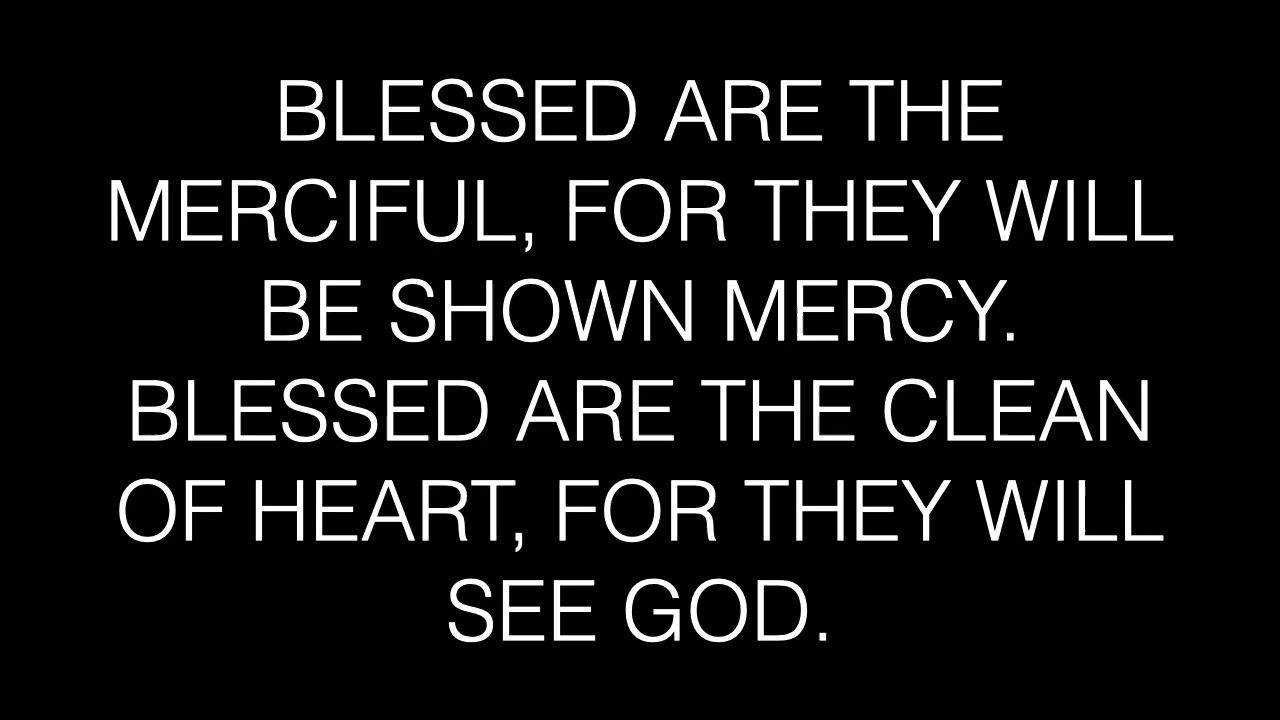 BLESSED ARE THE
MERCIFUL, FOR THEY WILL
BE SHOWN MERCY.
BLESSED ARE THE CLEAN
OF HEART, FOR THEY WILL
SEE GOD.